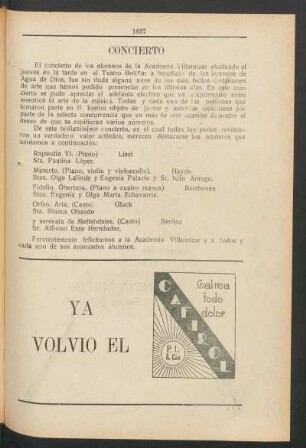 1837
CONCIERTO
El concierto de los alumnos de la Academia Villamizar efectuado el
jueves en la tarde en el Teatro Bolívar a beneficio de los leprosos de
Agua de Dios, fue sin duda alguna unos de los más bellos certámenes
de arte que hemos podido presenciar en los últimos días. En este con-
cierto se pudo apreciar el adelanto efectivo que va adquiriendo entre
nosotros el arte de la música. Todas y cada una de las personas que
tomaron parte en él, fueron objeto de justos y nutridos aplausos
por parte de la selecta concurrencia que en más de una ocasión demostró el
deseo de que se repitieran varios números.
De este brillantísimo concierto, en el cual todas las partes revistie-
ron un verdadero valor artístico, merecen destacarse los números que
anotamos a continuación:
Rapsodia VI. (Piano) Liszt
Sta. Paulina López.
Minueto. (Piano, violín y violoncello). Haydn
Stas. Olga Lalinde y Eugenia Palacio y Sr. Iván Arango.
Fidelio. Obertura. (Piano a cuatro manos) Beethoven
Stas. Eugenia y Olga María Echavarría.
Orfeo. Aria, (Canto) Gluck
Sta. Blanca Obando
y serenata de Mefistófeles, (Canto) Berlioz
Sr. Alfonso Esse Hernández.
Fervientemente felicitamos a la Academia Villamizar y a todos y
cada uno de sus avanzados alumnos.
YA
VOLVIO EL
CAFIROL
Calma
todo
dolor
P. L.
& Cía